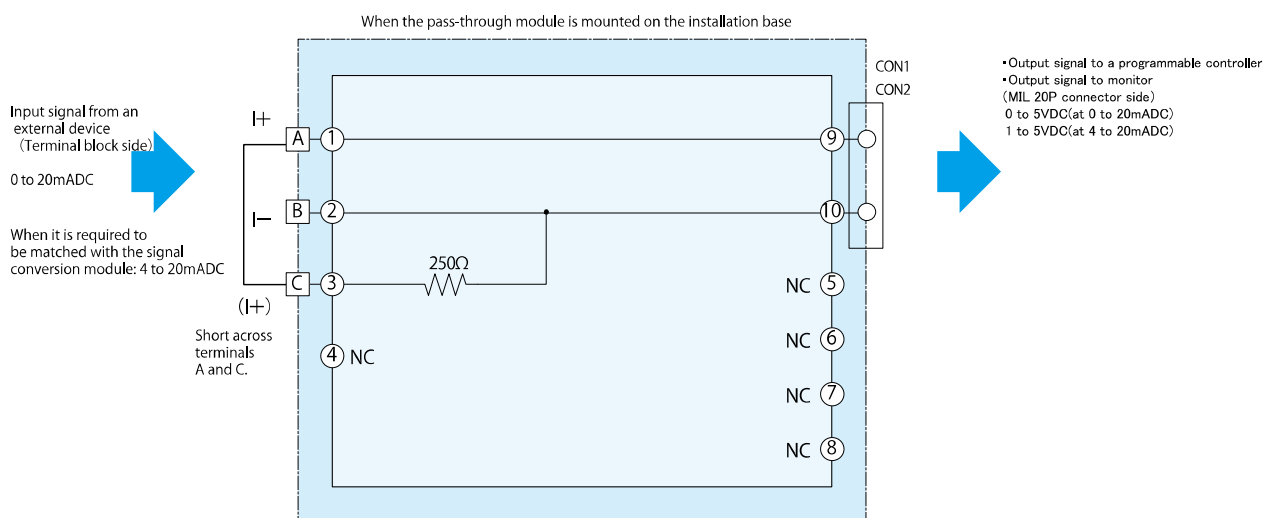 When the pass-through module is mounted on the installation base
CON1
CON2
・Output signal to a programmable controller
・Output signal to monitor
(MIL 20P connector side)
0 to 5VDC(at 0 to 20mADC)
1 to 5VDC(at 4 to 20mADC)
Input signal from an
external device
(Terminal block side)
0 to 20mADC
When it is required to
be matched with the signal
conversion module: 4 to 20mADC
I+
A
1
9
I−
B
2
10
250Ω
(I+)
C
3
NC 5
Short across
terminals
A and C.
4 NC
NC 6
NC 7
NC 8